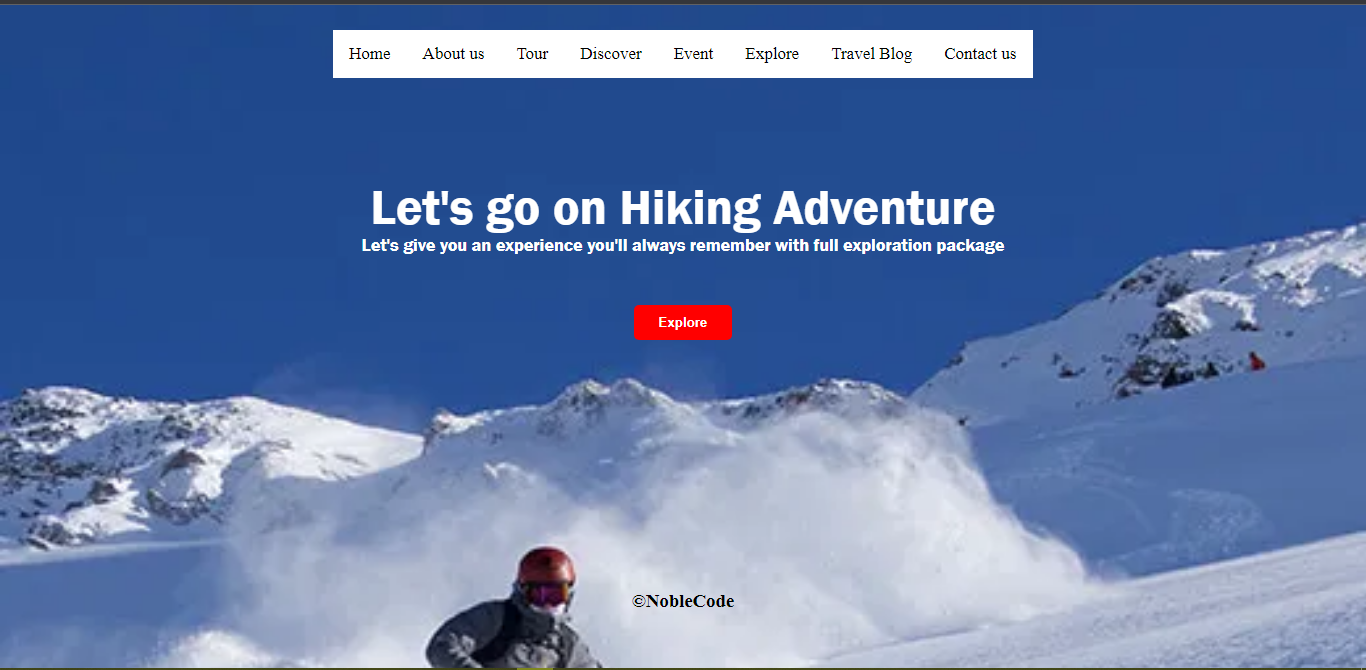 Home About us Tour Discover Event Explore Travel Blog Contact us
Let's go on Hiking Adventure
Let's give you an experience you'll always remember with full exploration package
Explore
©NobleCode